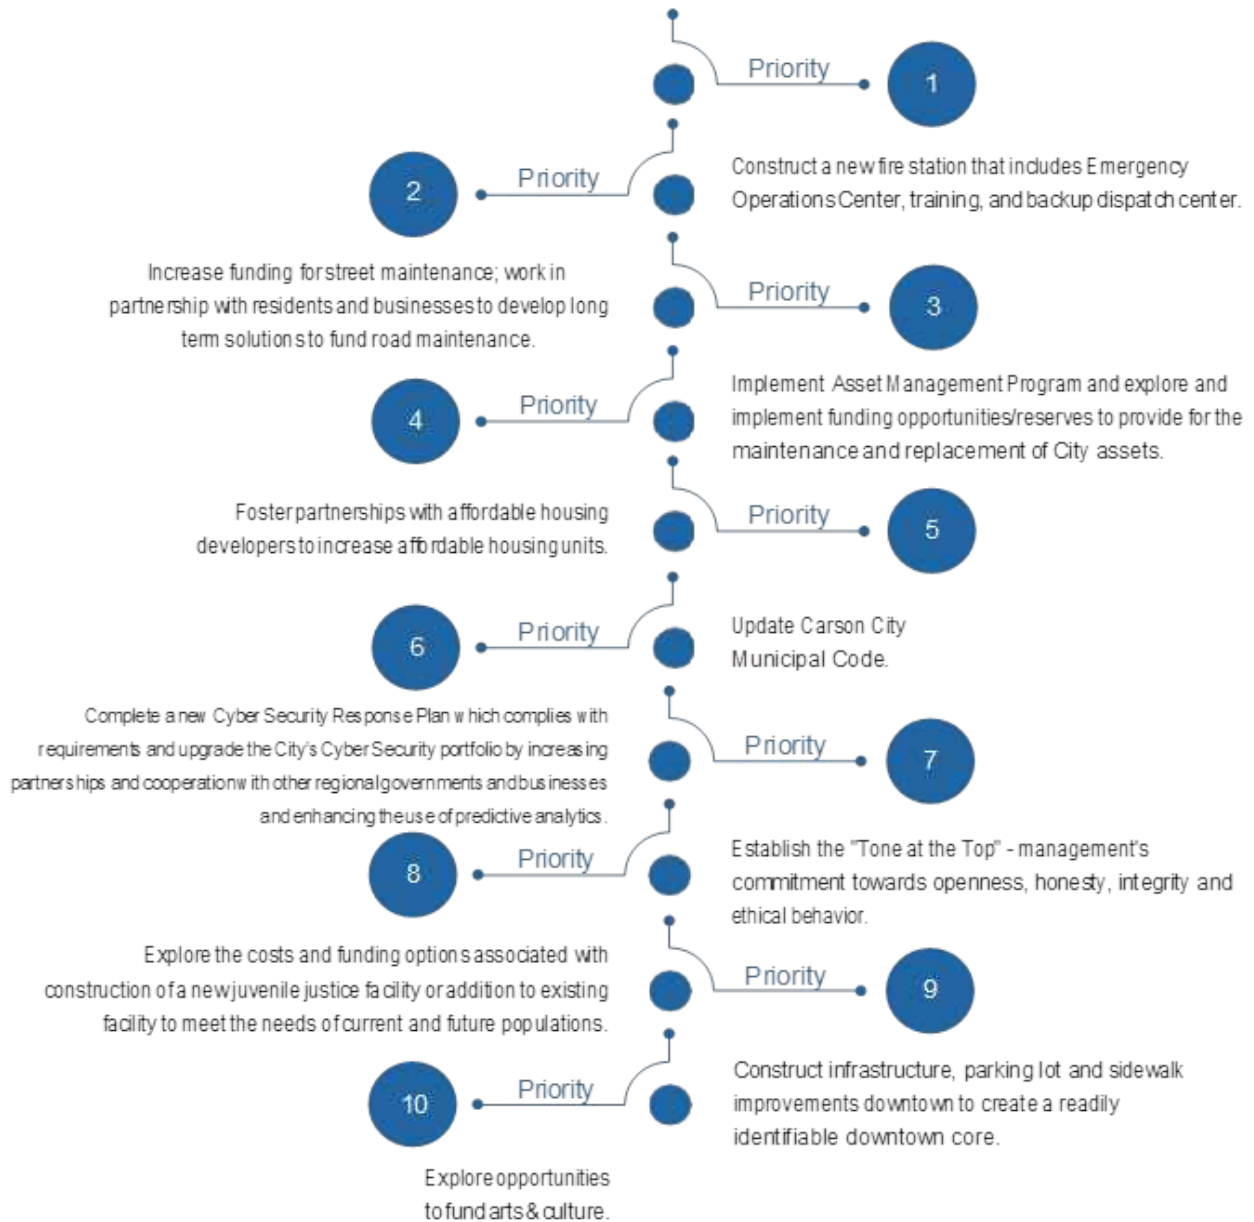 Priority
1
Construct a new fire station that includes Emergency
Operations Center, training, and backup dispatch center.
Priority
2
Increase funding for street maintenance; work in
partnership with residents and businesses to develop long
term solutions to fund road maintenance.
Priority
3
Implement Asset Management Program and explore and
implement funding opportunities/reserves to provide for the
maintenance and replacement of City assets.
Priority
4
Foster partnerships with affordable housing
developers to increase affordable housing units.
Priority
5
Update Carson City
Municipal Code.
Priority
6
Complete a new Cyber Security Response Plan which complies with
requirements and upgrade the City's Cyber Security portfolio by increasing
partnerships and cooperation with other regional governments and businesses
and enhancing the use of predictive analytics.
Priority
7
Establish the "Tone at the Top" - management's
commitment towards openness, honesty, integrity and
ethical behavior.
Priority
8
Explore the costs and funding options associated with
construction of a new juvenile justice facility or addition to existing
facility to meet the needs of current and future populations.
Priority
9
Construct infrastructure, parking lot and sidewalk
improvements downtown to create a readily
identifiable downtown core.
Priority
10
Explore opportunities
to fund arts & culture.